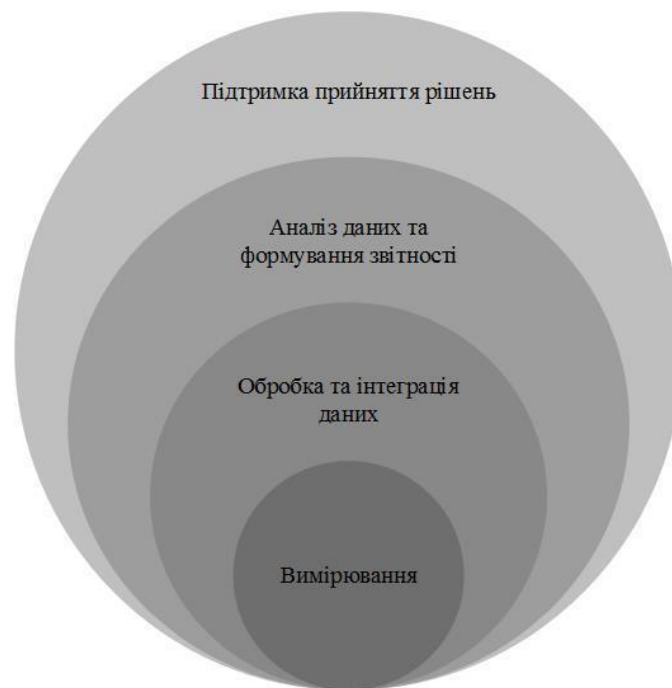 Підтримка прийняття рішень
Аналіз даних та
формування звітності
Обробка та інтеграція
даних
Вимірювання